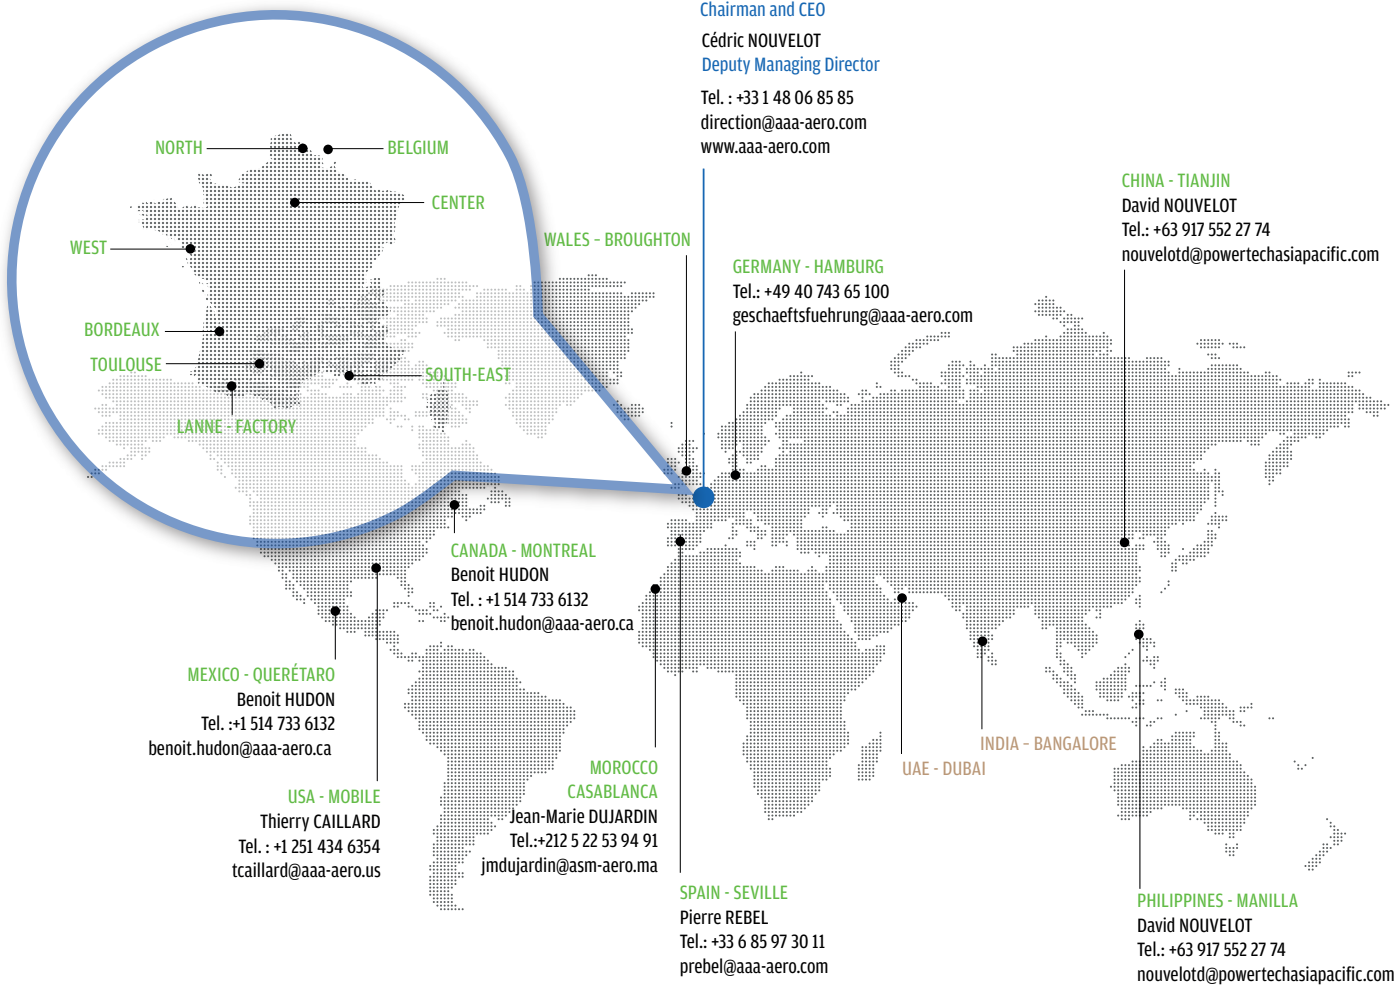 Chairman and CEO
Cédric NOUVELOT
Deputy Managing Director
Tel. : +33 1 48 06 85 85
direction@aaa-aero.com
www.aaa-aero.com
NORTH
BELGIUM
CENTER
WEST
BORDEAUX
TOULOUSE
SOUTH-EAST
LANNE - FACTORY
WALES - BROUGHTON
GERMANY - HAMBURG
Tel.: +49 40 743 65 100
geschaeftsfuehrung@aaa-aero.com
CHINA - TIANJIN
David NOUVELOT
Tel.: +63 917 552 27 74
nouvelotd@powertechasiapacific.com
CANADA - MONTREAL
Benoit HUDON
Tel. : +1 514 733 6132
benoit.hudon@aaa-aero.ca
MEXICO - QUERÉTARO
Benoit HUDON
Tel. :+1 514 733 6132
benoit.hudon@aaa-aero.ca
USA - MOBILE
Thierry CAILLARD
Tel. : +1 251 434 6354
tcaillard@aaa-aero.us
MOROCCO
CASABLANCA
Jean-Marie DUJARDIN
Tel.:+212 5 22 53 94 91
jmdujardin@asm-aero.ma
SPAIN - SEVILLE
Pierre REBEL
Tel.: +33 6 85 97 30 11
prebel@aaa-aero.com
UAE - DUBAI
INDIA - BANGALORE
PHILIPPINES - MANILLA
David NOUVELOT
Tel.: +63 917 552 27 74
nouvelotd@powertechasiapacific.com